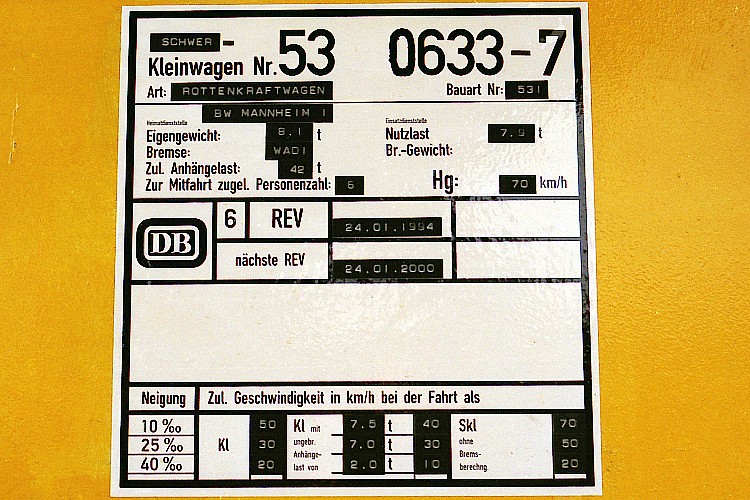 SCHWER -
Kleinwagen Nr. 53 0633-7
Art: ROTTENKRAFTWAGEN Bauart Nr: 531
BW MANNHEIM 1
Heimatdienststelle Einsatzdienststelle
Eigengewicht: 8.1 t Nutzlast 7.9 t
Bremse: WADI Br.-Gewicht:
Zul. Anhängelast: 42 t
Zur Mitfahrt zugel. Personenzahl: 6 Hg: 70 km/h
DB 6 REV 24.01.1994
nächste REV 24.01.2000
Neigung Zul. Geschwindigkeit in km/h bei der Fahrt als
10 ‰ Kl 50 Kl mit 7.5 t 40 Skl 70
25 ‰ 30 ungebr. 7.0 t 30 ohne 50
Anhänge- Brems-
40 ‰ 20 last von 2.0 t 10 berechng. 20